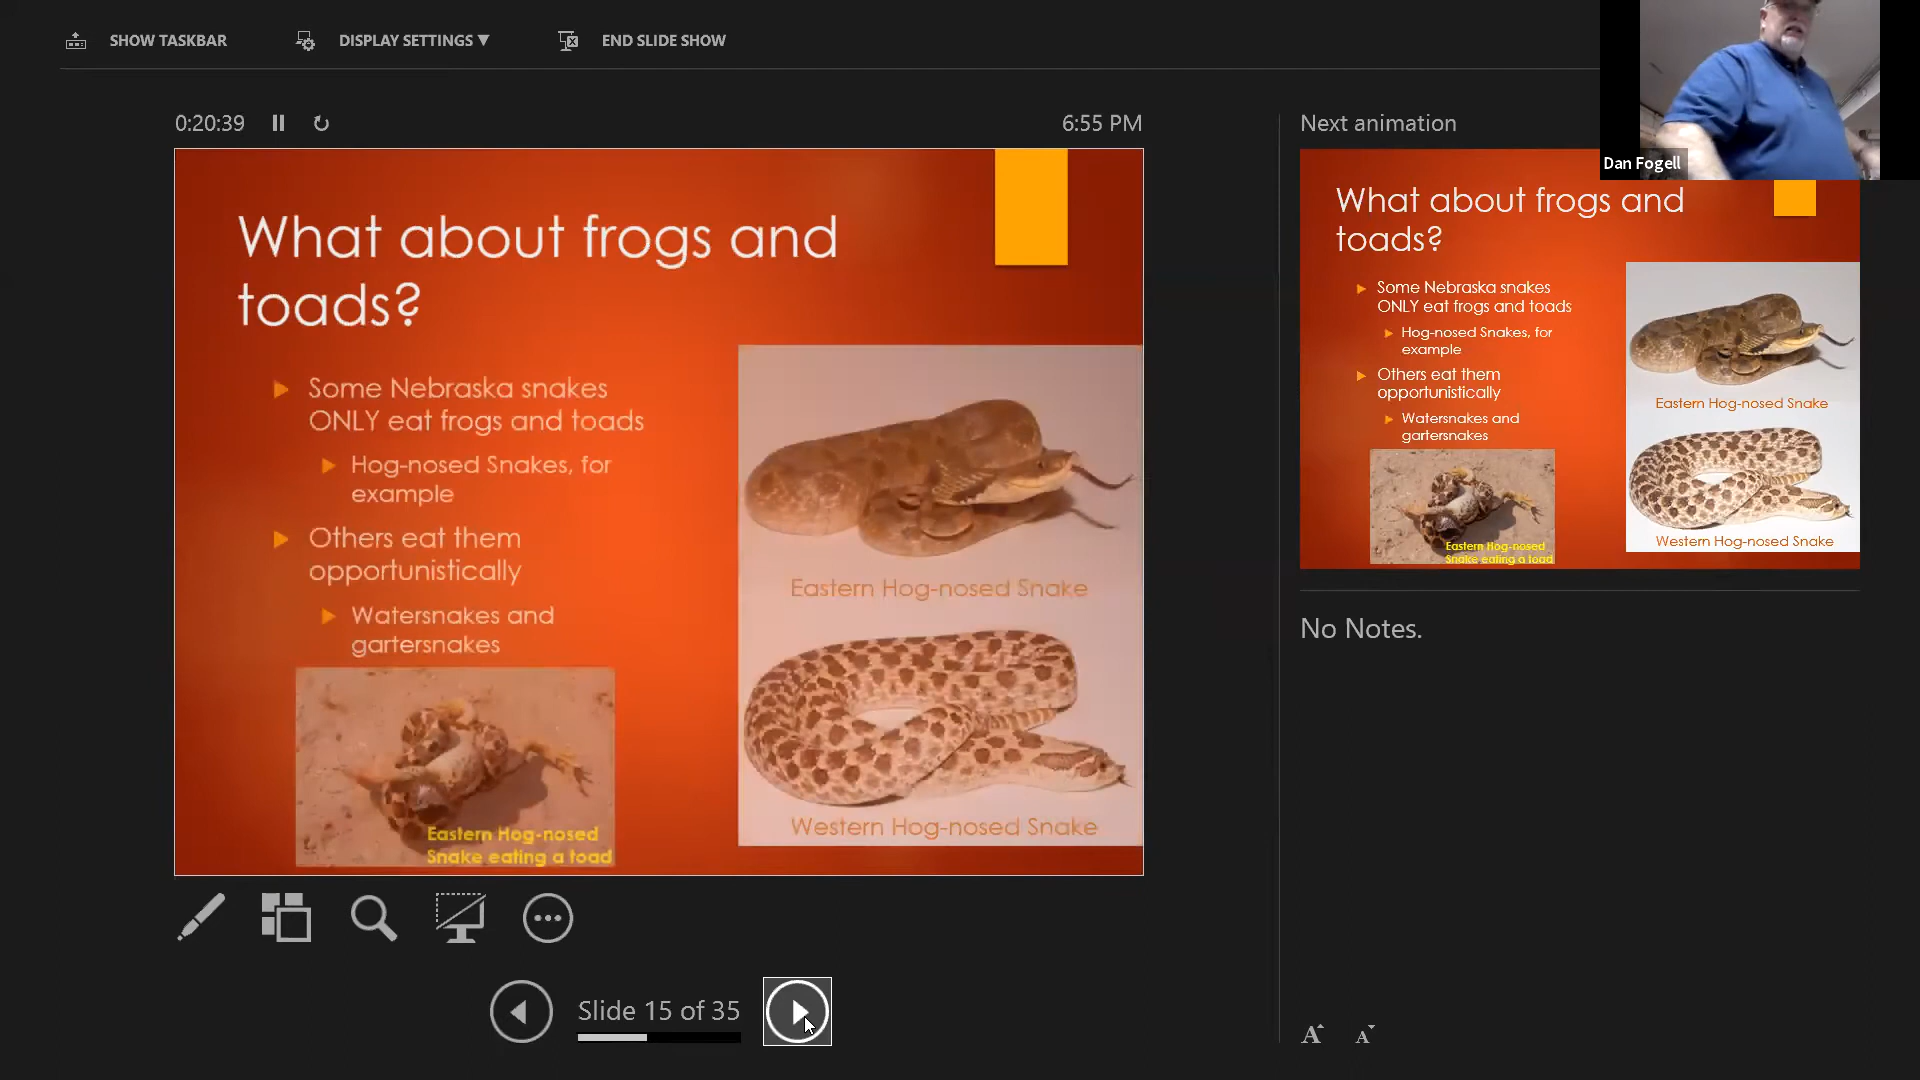 SHOW TASKBAR
DISPLAY SETTINGS ▼
END SLIDE SHOW
0:20:39
6:55 PM
What about frogs and
toads?
Some Nebraska snakes
ONLY eat frogs and toads
Hog-nosed Snakes, for
example
Others eat them
opportunistically
Watersnakes and
gartersnakes
Eastern Hog-nosed
Snake eating a toad
Eastern Hog-nosed Snake
Western Hog-nosed Snake
Slide 15 of 35
Next animation
Dan Fogell
What about frogs and
toads?
Some Nebraska snakes
ONLY eat frogs and toads
Hog-nosed Snakes, for
example
Others eat them
opportunistically
Watersnakes and
gartersnakes
Eastern Hog-nosed
Snake eating a toad
Eastern Hog-nosed Snake
Western Hog-nosed Snake
No Notes.
A A